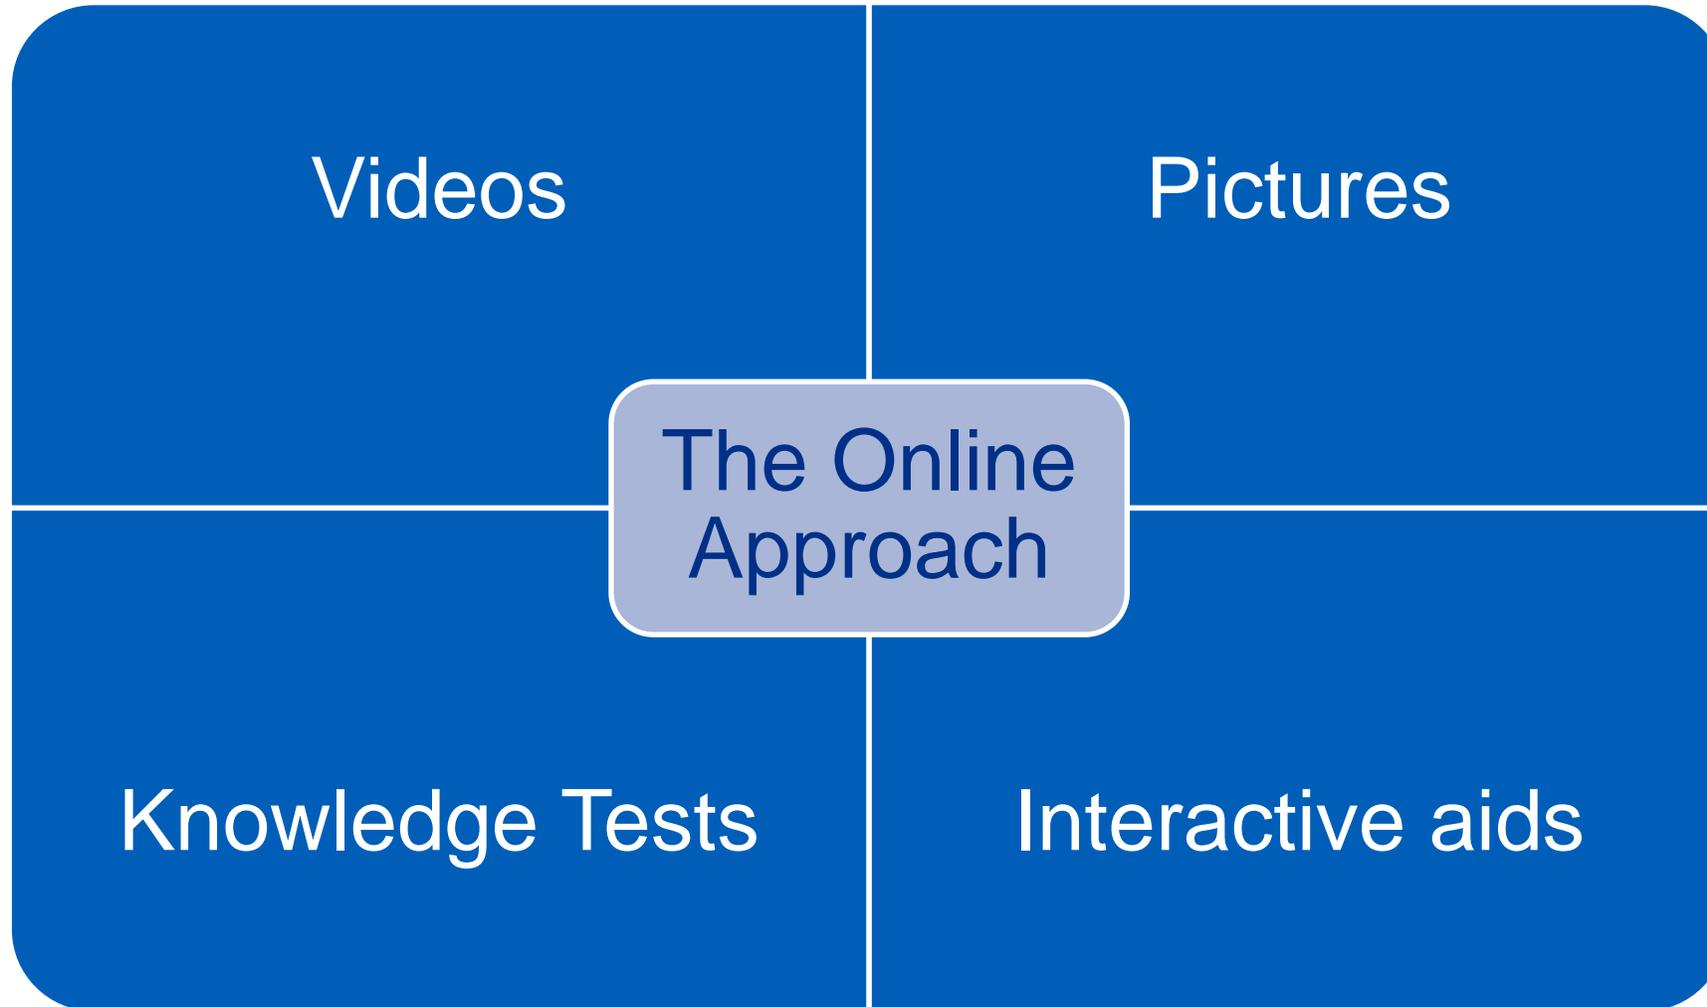 Videos
Pictures
The Online
Approach
Knowledge Tests
Interactive aids